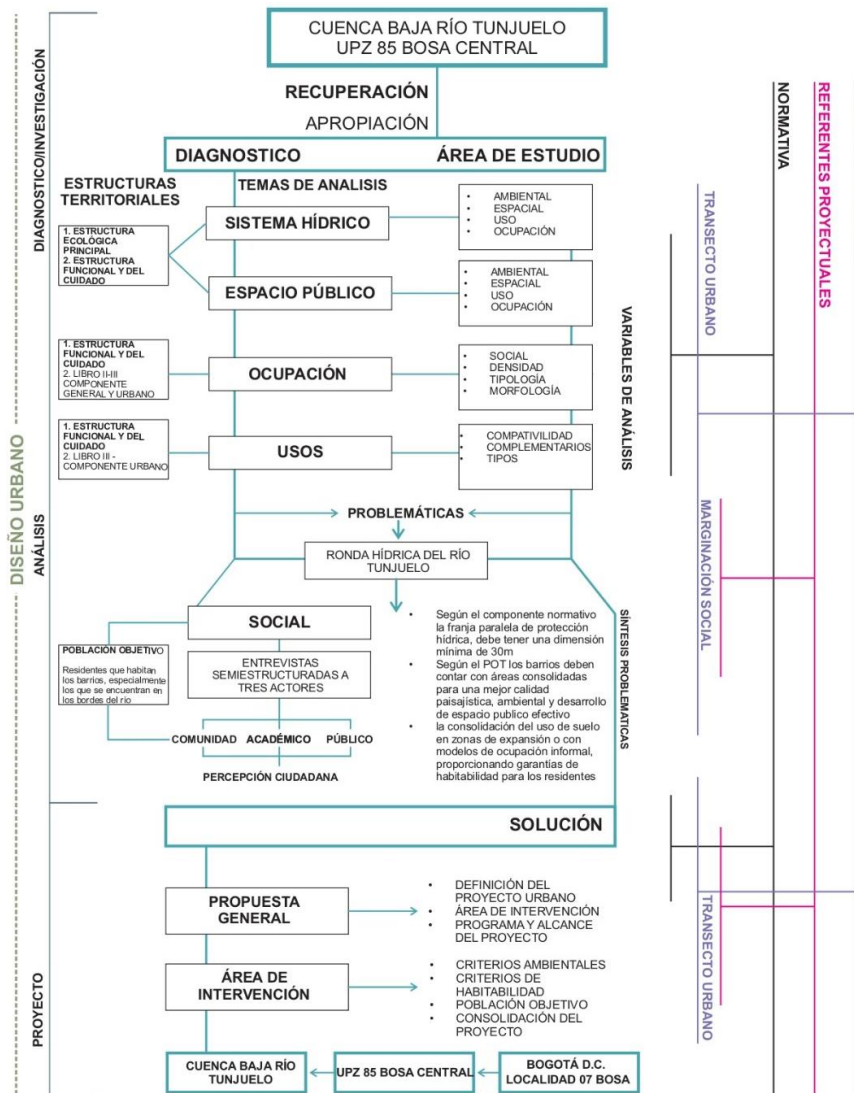 CUENCA BAJA RÍO TUNJUELO
UPZ 85 BOSA CENTRAL
RECUPERACIÓN
APROPIACIÓN
DIAGNOSTICO
ÁREA DE ESTUDIO
ESTRUCTURAS
TERRITORIALES
TEMAS DE ANALISIS
1. ESTRUCTURA
ECOLÓGICA
PRINCIPAL
2. ESTRUCTURA
FUNCIONAL Y DEL
CUIDADO
SISTEMA HÍDRICO
• AMBIENTAL
• ESPACIAL
• USO
• OCUPACIÓN
ESPACIO PÚBLICO
• AMBIENTAL
• ESPACIAL
• USO
• OCUPACIÓN
1. ESTRUCTURA
FUNCIONAL Y DEL
CUIDADO
2. LIBRO II-III
COMPONENTE
GENERAL Y URBANO
OCUPACIÓN
• SOCIAL
• DENSIDAD
• TIPOLOGÍA
• MORFOLOGÍA
1. ESTRUCTURA
FUNCIONAL Y DEL
CUIDADO
2. LIBRO III -
COMPONENTE URBANO
USOS
• COMPATIVILIDAD
• COMPLEMENTARIOS
• TIPOS
PROBLEMÁTICAS
RONDA HÍDRICA DEL RÍO
TUNJUELO
SOCIAL
POBLACIÓN OBJETIVO
Residentes que habitan
los barrios, especialmente
los que se encuentran en
los bordes del río
ENTREVISTAS
SEMIESTRUCTURADAS A
TRES ACTORES
COMUNIDAD ACADÉMICO PÚBLICO
PERCEPCIÓN CIUDADANA
• Según el componente normativo
la franja paralela de protección
hídrica, debe tener una dimensión
mínima de 30m
• Según el POT los barrios deben
contar con áreas consolidadas
para una mejor calidad
paisajística, ambiental y desarrollo
de espacio publico efectivo
• la consolidación del uso de suelo
en zonas de expansión o con
modelos de ocupación informal,
proporcionando garantías de
habitabilidad para los residentes
SOLUCIÓN
PROPUESTA
GENERAL
• DEFINICIÓN DEL
PROYECTO URBANO
• ÁREA DE INTERVENCIÓN
• PROGRAMA Y ALCANCE
DEL PROYECTO
ÁREA DE
INTERVENCIÓN
• CRITERIOS AMBIENTALES
• CRITERIOS DE
HABITABILIDAD
• POBLACIÓN OBJETIVO
• CONSOLIDACIÓN DEL
PROYECTO
CUENCA BAJA RÍO
TUNJUELO
UPZ 85 BOSA CENTRAL
BOGOTÁ D.C.
LOCALIDAD 07 BOSA
DISEÑO URBANO
DIAGNOSTICO/INVESTIGACIÓN
ANÁLISIS
PROYECTO
VARIABLES DE ANÁLISIS
SÍNTESIS PROBLEMATICAS
TRANSECTO URBANO
MARGINACIÓN SOCIAL
TRANSECTO URBANO
NORMATIVA
REFERENTES PROYECTUALES